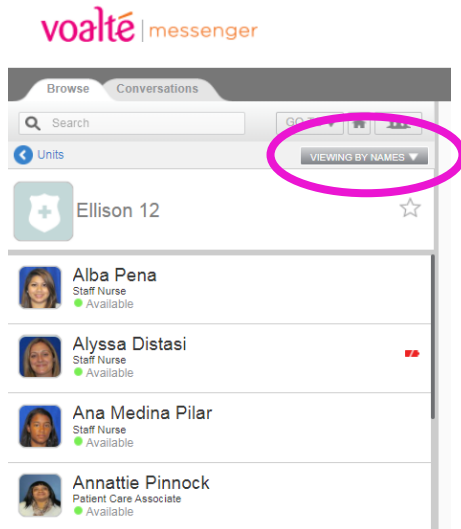 voalté | messenger
Browse Conversations
Search
Units VIEWING BY NAMES ▼
Ellison 12
Alba Pena
Staff Nurse
Available
Alyssa Distasi
Staff Nurse
Available
Ana Medina Pilar
Staff Nurse
Available
Annattie Pinnock
Patient Care Associate
Available